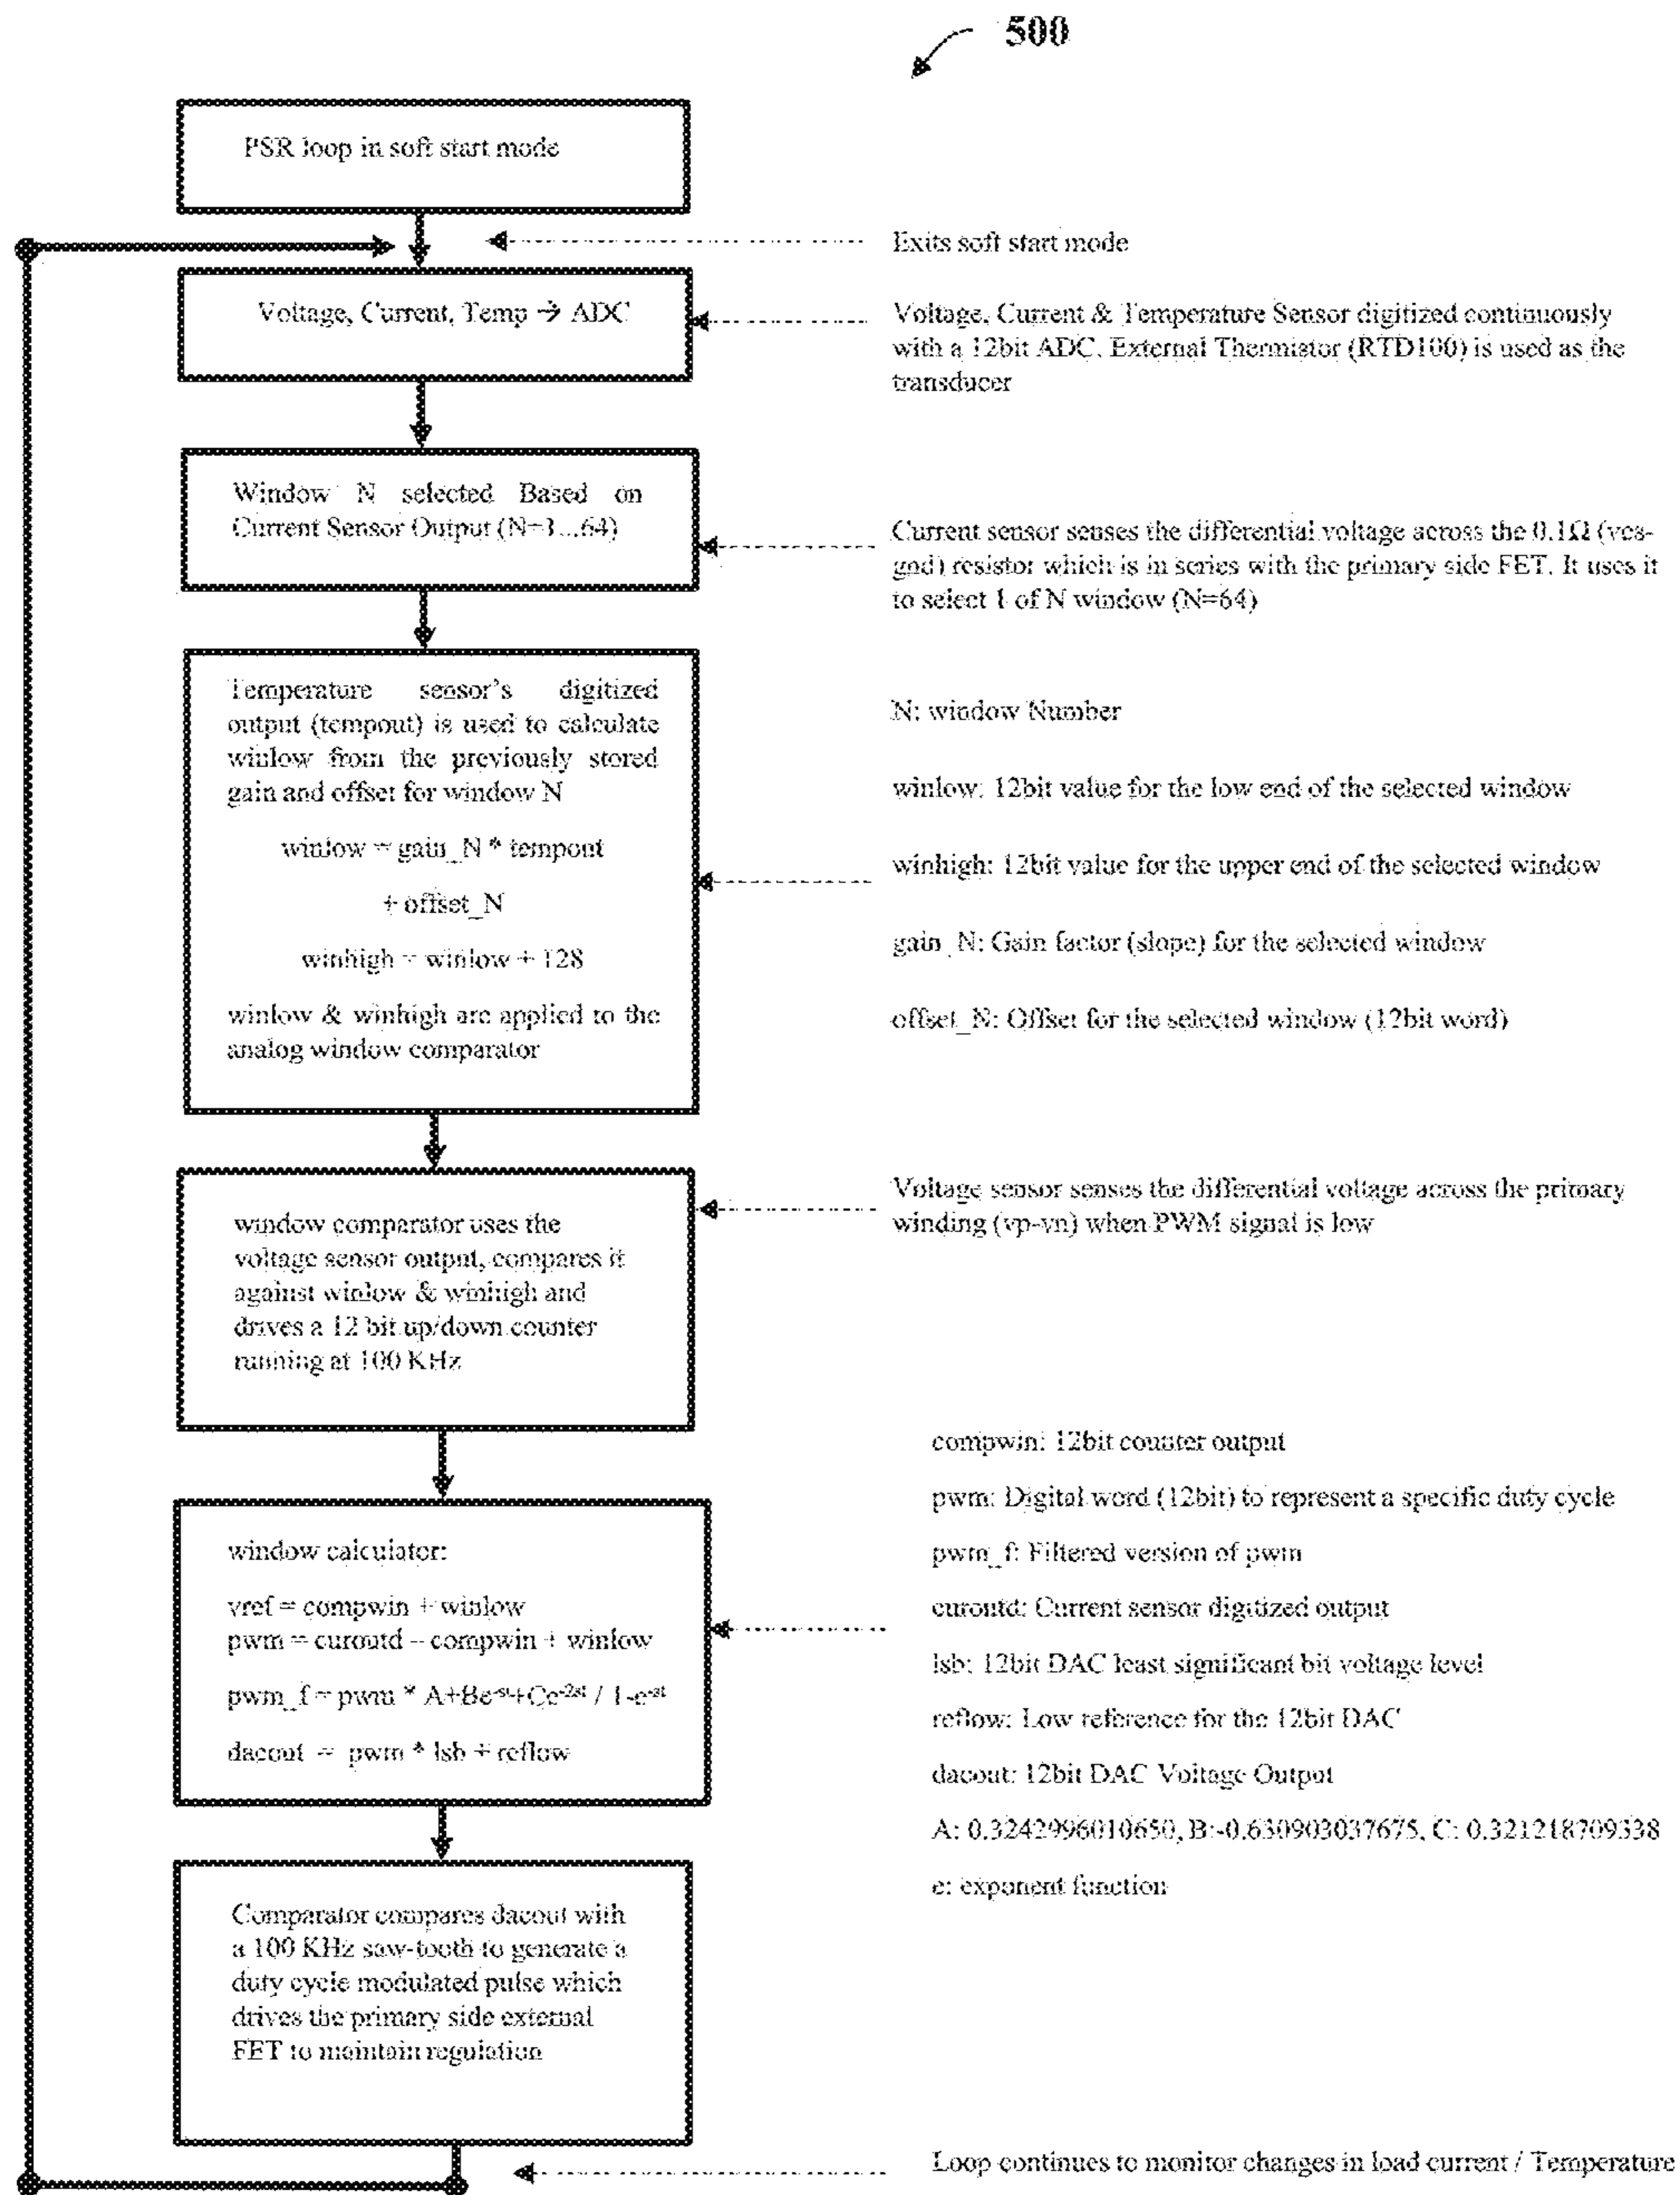 500
PSR loop in soft start mode
Exits soft start mode
Voltage, Current, Temp → ADC
Voltage, Current & Temperature Sensor digitized continuously
with a 12bit ADC. External Thermistor (RTD100) is used as the
transducer
Window N selected Based on
Current Sensor Output (N=1...64)
Current sensor senses the differential voltage across the 0.1Ω (vcs-
gnd) resistor which is in series with the primary side FET. It uses it
to select 1 of N window (N=64)
Temperature sensor's digitized
output (tempout) is used to calculate
winlow from the previously stored
gain and offset for window N
winlow = gain_N * tempout
+ offset_N
winhigh = winlow + 128
winlow & winhigh are applied to the
analog window comparator
N: window Number
winlow: 12bit value for the low end of the selected window
winhigh: 12bit value for the upper end of the selected window
gain_N: Gain factor (slope) for the selected window
offset_N: Offset for the selected window (12bit word)
window comparator uses the
voltage sensor output, compares it
against winlow & winhigh and
drives a 12 bit up/down counter
running at 100 KHz
Voltage sensor senses the differential voltage across the primary
winding (vp-vn) when PWM signal is low
window calculator:
vref = compwin + winlow
pwm = curoutd – compwin + winlow
pwm_f = pwm * A+Be^-st+Ce^-2st / 1-e^-st
dacout = pwm * lsb + reflow
compwin: 12bit counter output
pwm: Digital word (12bit) to represent a specific duty cycle
pwm_f: Filtered version of pwm
curoutd: Current sensor digitized output
lsb: 12bit DAC least significant bit voltage level
reflow: Low reference for the 12bit DAC
dacout: 12bit DAC Voltage Output
A: 0.3242996010650, B:-0.630903037675, C: 0.321218709338
e: exponent function
Comparator compares dacout with
a 100 KHz saw-tooth to generate a
duty cycle modulated pulse which
drives the primary side external
FET to maintain regulation
Loop continues to monitor changes in load current / Temperature